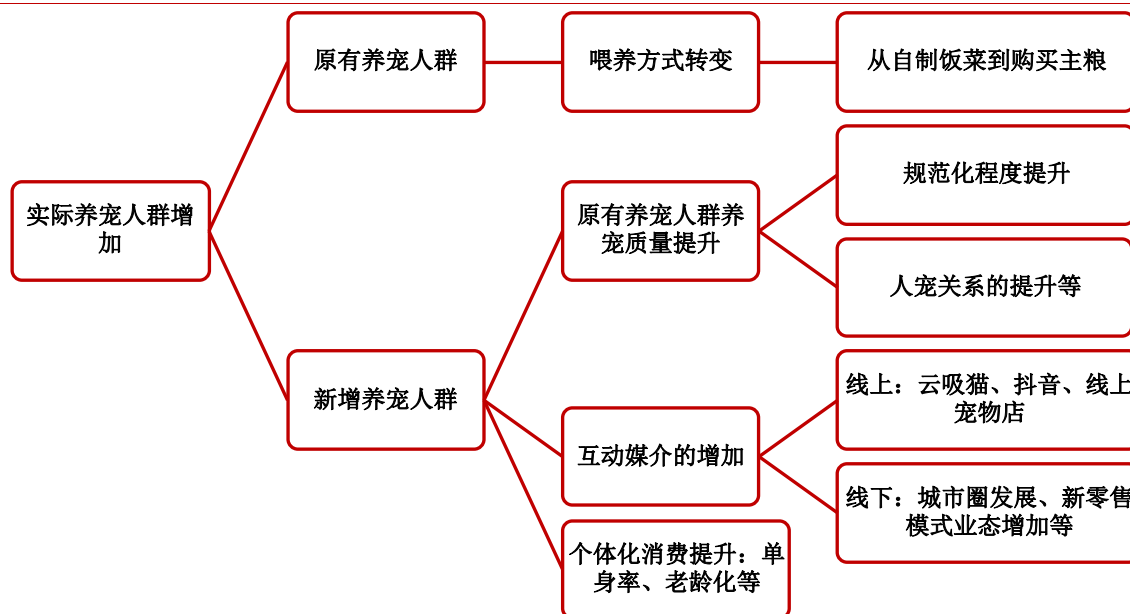 原有养宠人群
喂养方式转变
从自制饭菜到购买主粮
实际养宠人群增
加
新增养宠人群
原有养宠人群养
宠质量提升
规范化程度提升
人宠关系的提升等
互动媒介的增加
线上：云吸猫、抖音、线上
宠物店
线下：城市圈发展、新零售
模式业态增加等
个体化消费提升：单
身率、老龄化等